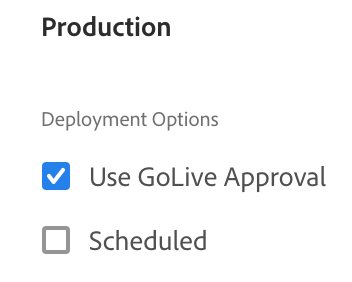 Production
Deployment Options
Use GoLive Approval
Scheduled